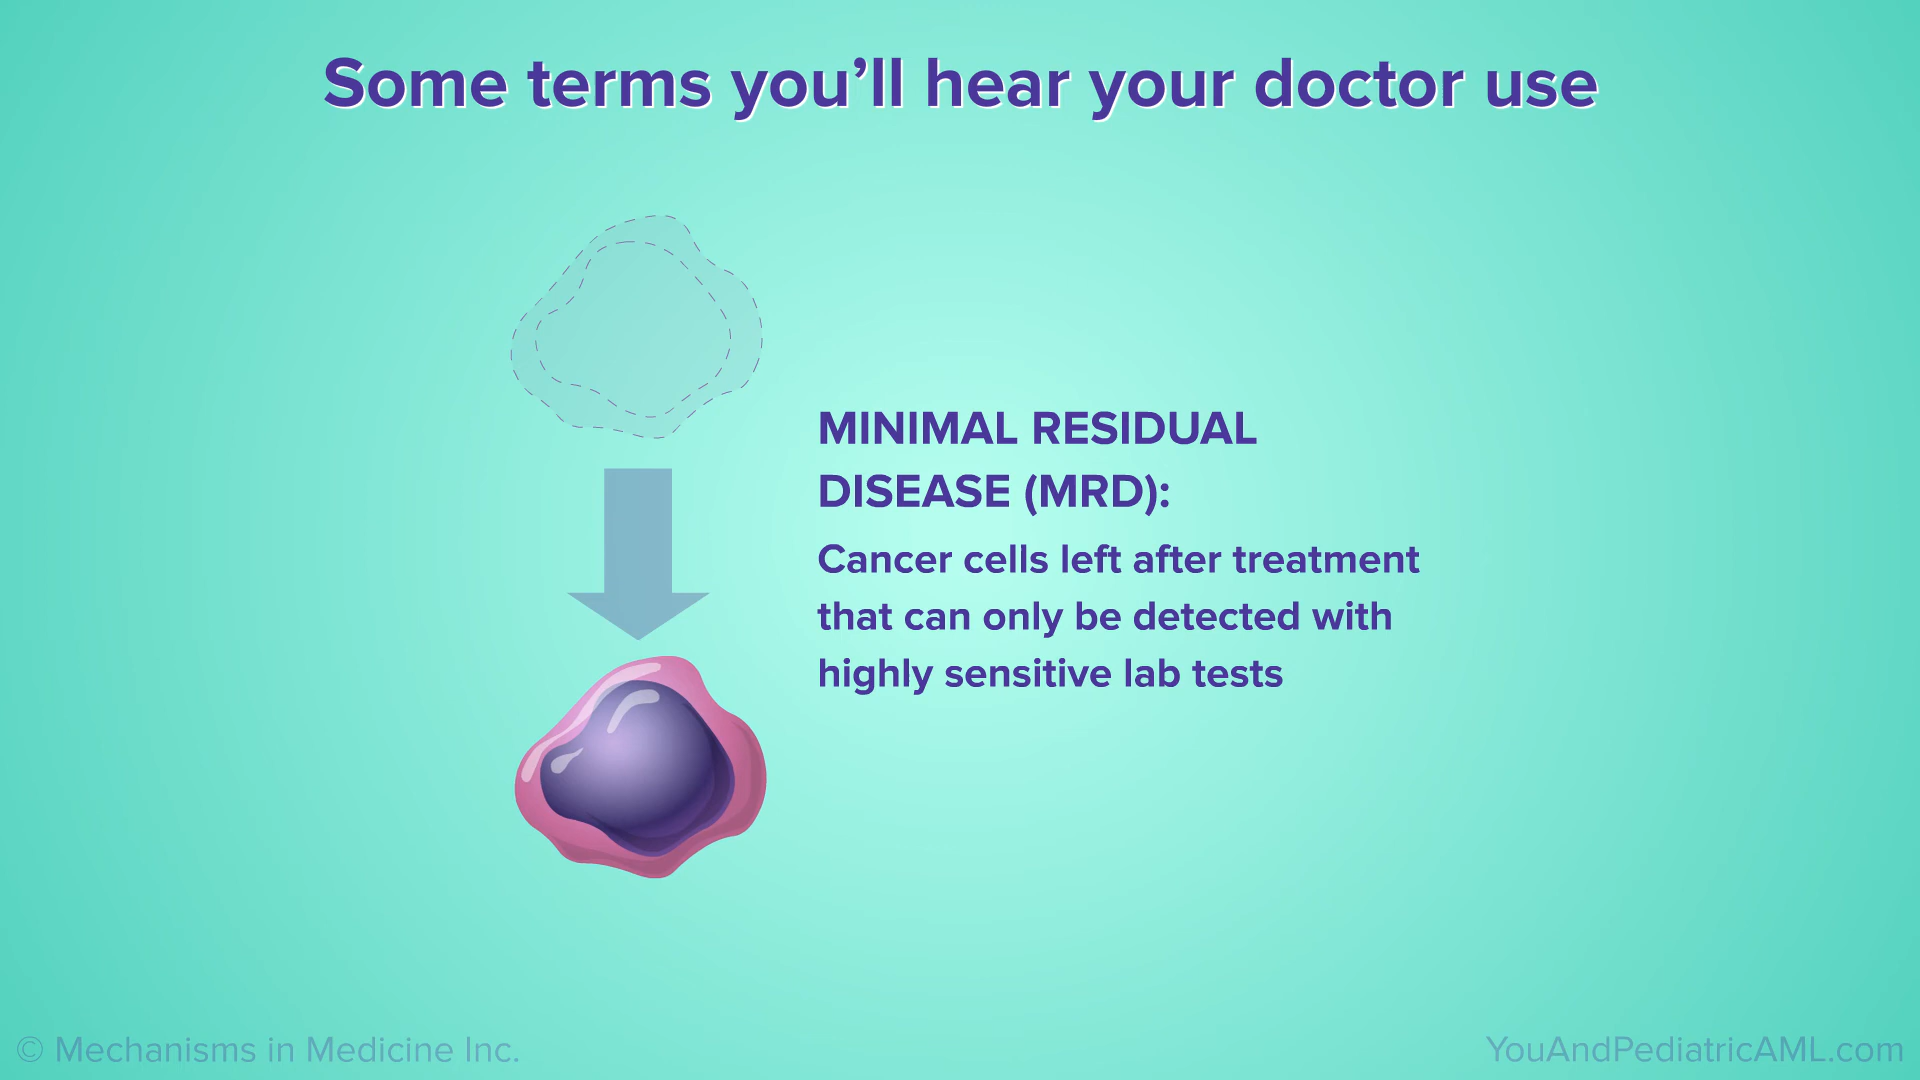 Some terms you’ll hear your doctor use
MINIMAL RESIDUAL
DISEASE (MRD):
Cancer cells left after treatment
that can only be detected with
highly sensitive lab tests
© Mechanisms in Medicine Inc.
YouAndPediatricAML.com